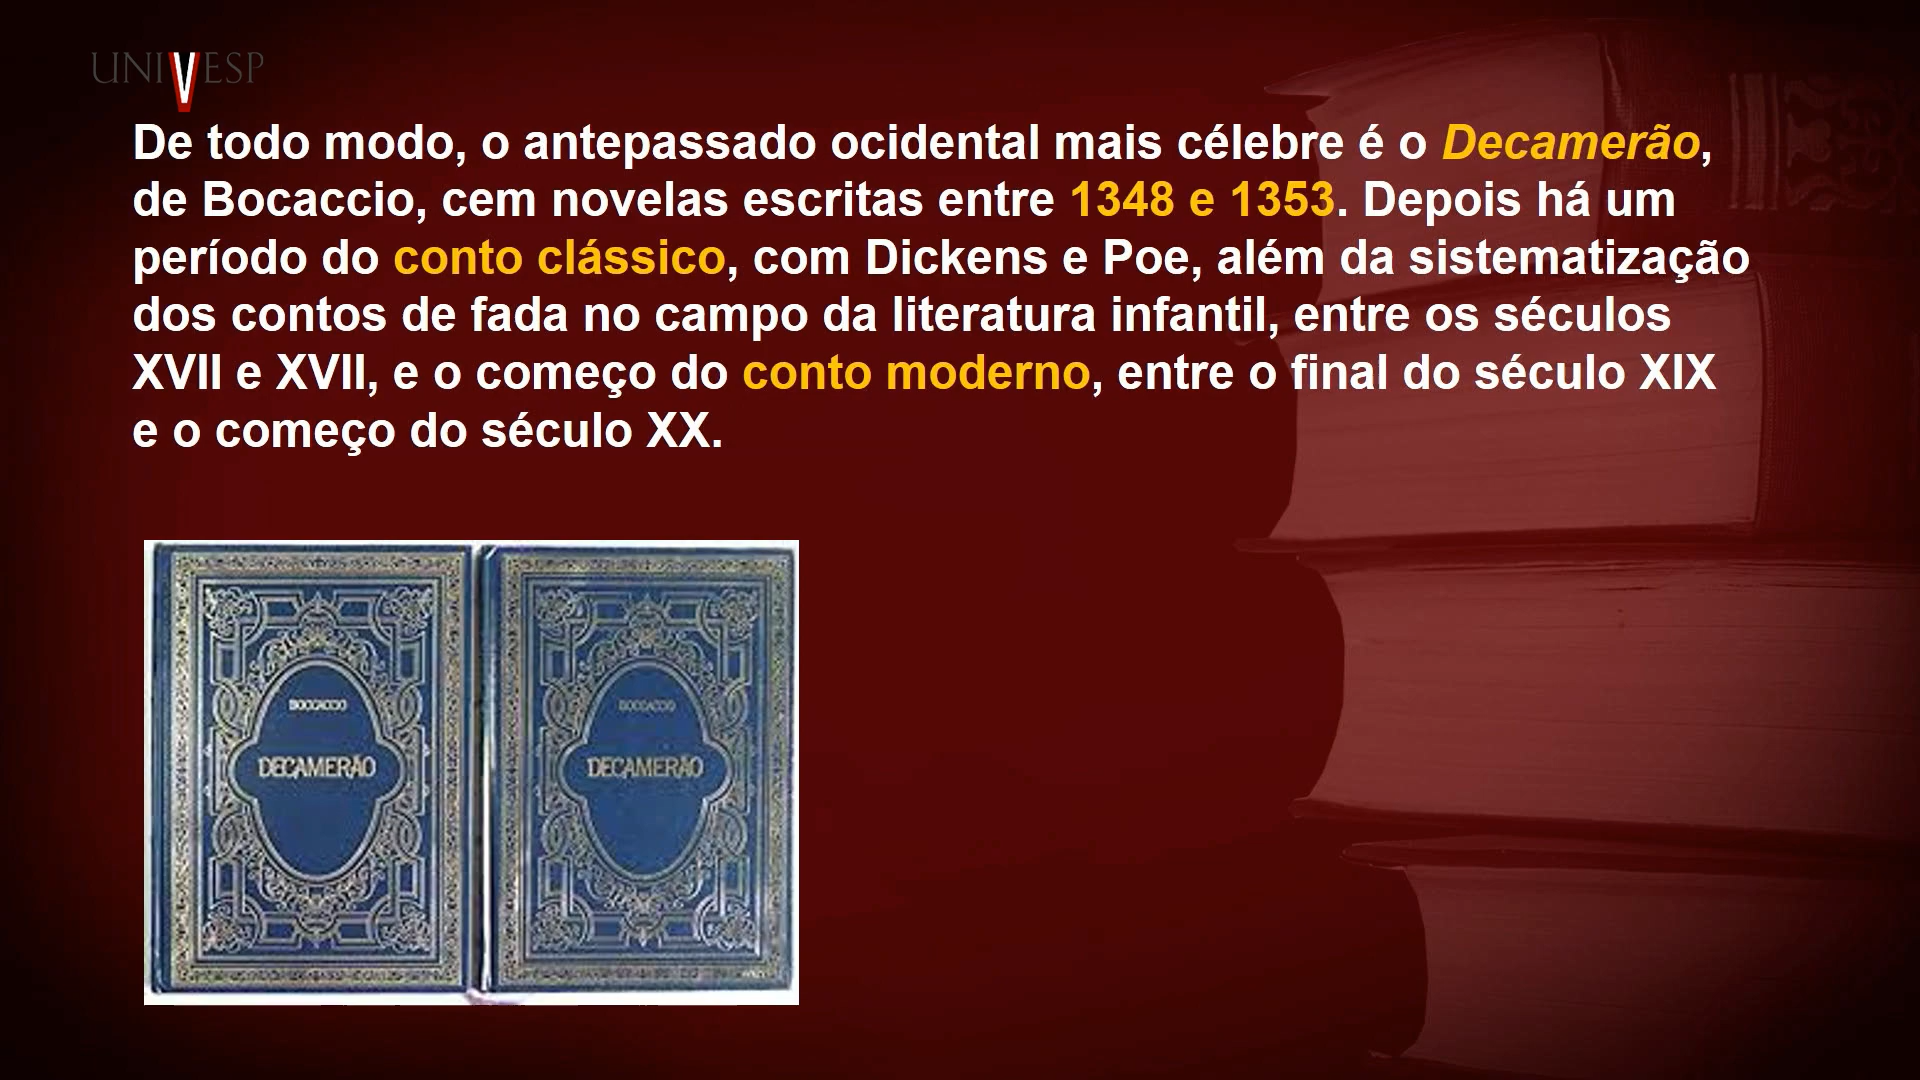 UNIVESP
De todo modo, o antepassado ocidental mais célebre é o Decamerão,
de Bocaccio, cem novelas escritas entre 1348 e 1353. Depois há um
período do conto clássico, com Dickens e Poe, além da sistematização
dos contos de fada no campo da literatura infantil, entre os séculos
XVII e XVII, e o começo do conto moderno, entre o final do século XIX
e o começo do século XX.
BOCCACCIO
DECAMERÃO
BOCCACCIO
DECAMERÃO